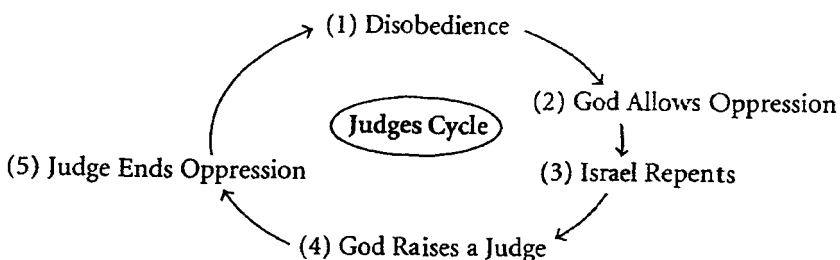 (1) Disobedience
(2) God Allows Oppression
(3) Israel Repents
(4) God Raises a Judge
(5) Judge Ends Oppression
Judges Cycle